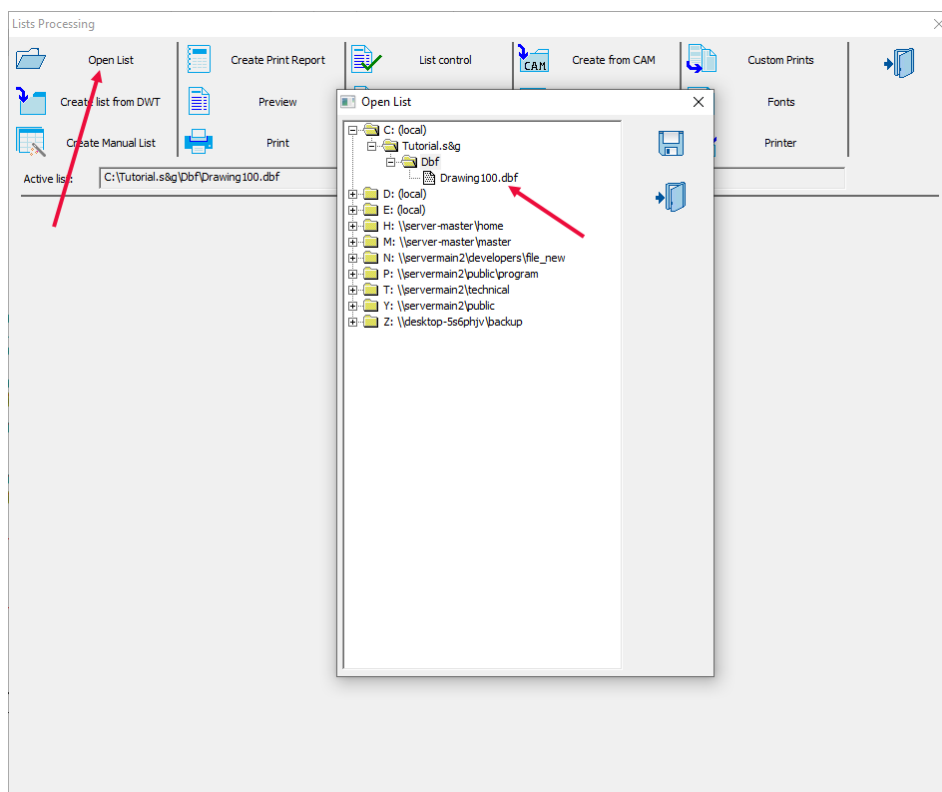 Lists Processing
Open List
Create Print Report
List control
Create from CAM
Custom Prints
CAM
Create list from DWT
Preview
Fonts
Create Manual List
Print
Printer
Active list:
C:\Tutorial.s&g\Dbf\Drawing100.dbf
Open List
C: (local)
Tutorial.s&g
Dbf
Drawing100.dbf
D: (local)
E: (local)
H: \\server-master\home
M: \\server-master\master
N: \\servermain2\developers\file_new
P: \\servermain2\public\program
T: \\servermain2\technical
Y: \\servermain2\public
Z: \\desktop-5s6phjv\backup